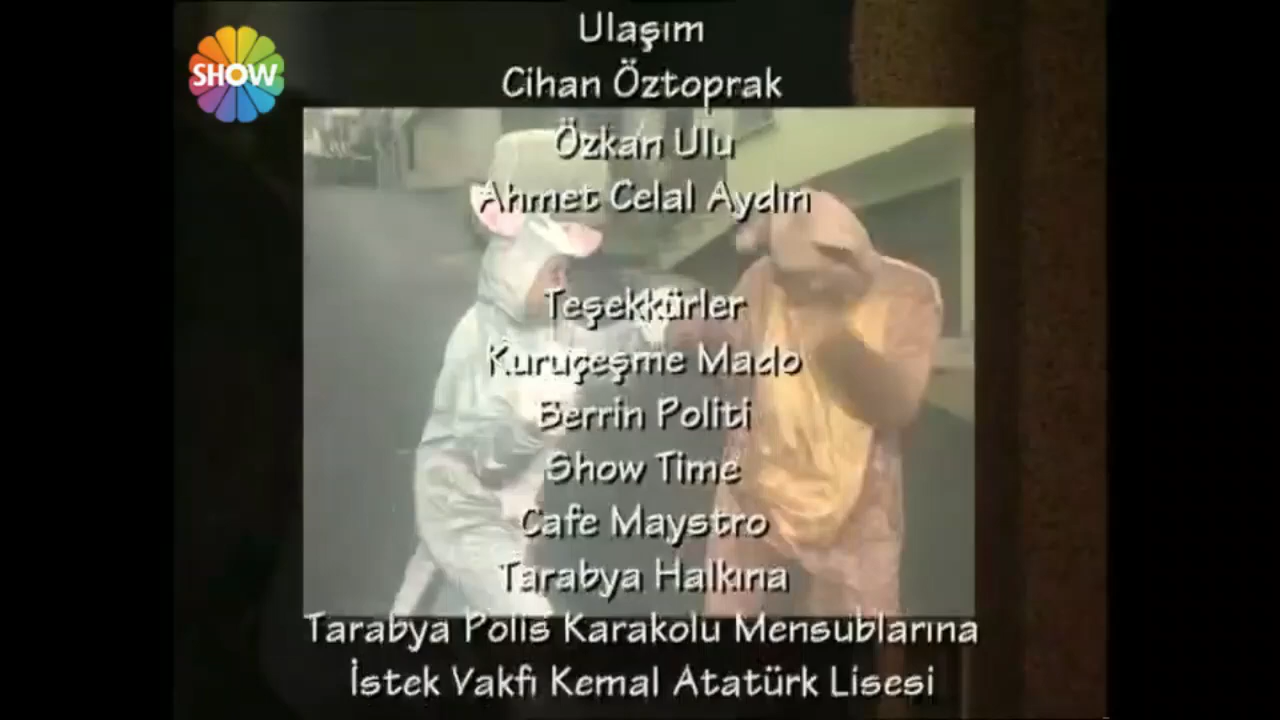 SHOW
Ulaşım
Cihan Öztoprak
Özkan Ulu
Ahmet Celal Aydın
Teşekkürler
Kuruçeşme Mado
Berrin Politi
Show Time
Cafe Maystro
Tarabya Halkına
Tarabya Polis Karakolu Mensublarına
İstek Vakfı Kemal Atatürk Lisesi